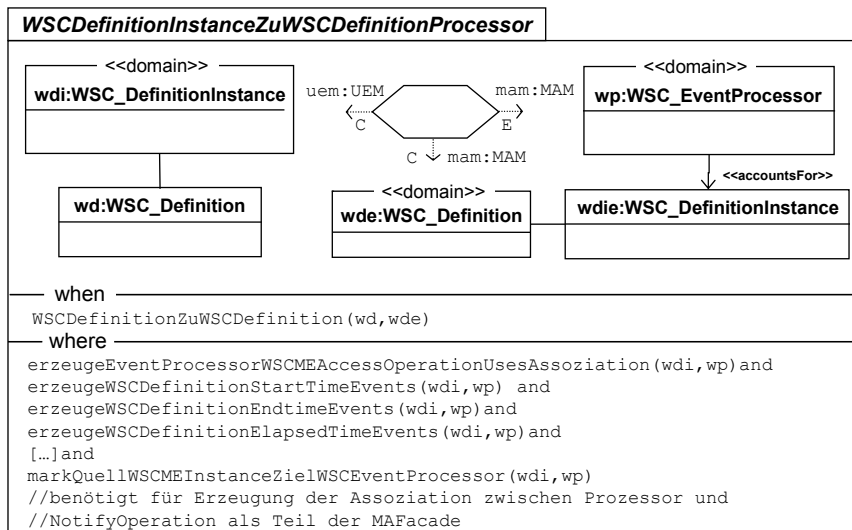 WSCDefinitionInstanceZuWSCDefinitionProcessor
<<domain>>
wdi:WSC_DefinitionInstance
wd:WSC_Definition
uem:UEM
C
mam:MAM
E
C
mam:MAM
<<domain>>
wp:WSC_EventProcessor
<<accountsFor>>
<<domain>>
wde:WSC_Definition
wdie:WSC_DefinitionInstance
when
WSCDefinitionZuWSCDefinition(wd,wde)
where
erzeugeEventProcessorWSCMEAccessOperationUsesAssoziation(wdi,wp)and
erzeugeWSCDefinitionStartTimeEvents(wdi,wp) and
erzeugeWSCDefinitionEndtimeEvents(wdi,wp)and
erzeugeWSCDefinitionElapsedTimeEvents(wdi,wp)and
[…]and
markQuellWSCMEInstanceZielWSCEventProcessor(wdi,wp)
//benötigt für Erzeugung der Assoziation zwischen Prozessor und
//NotifyOperation als Teil der MAFacade